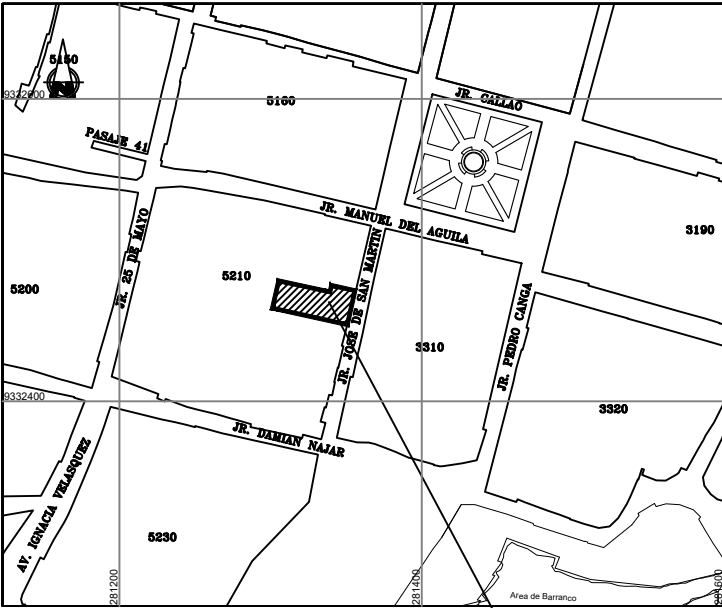 5150
9332600
5160
JR. CALLAO
PASAJE 41
JR. MANUEL DEL AGUILA
3190
JR. 25 DE MAYO
5210
5200
JR. JOSE DE SAN MARTIN
3310
JR. PEDRO CANGA
9332400
3320
JR. DAMIAN NAJAR
AV. IGNACIA VELASQUEZ
5230
281200
281400
281600
Area de Barranco